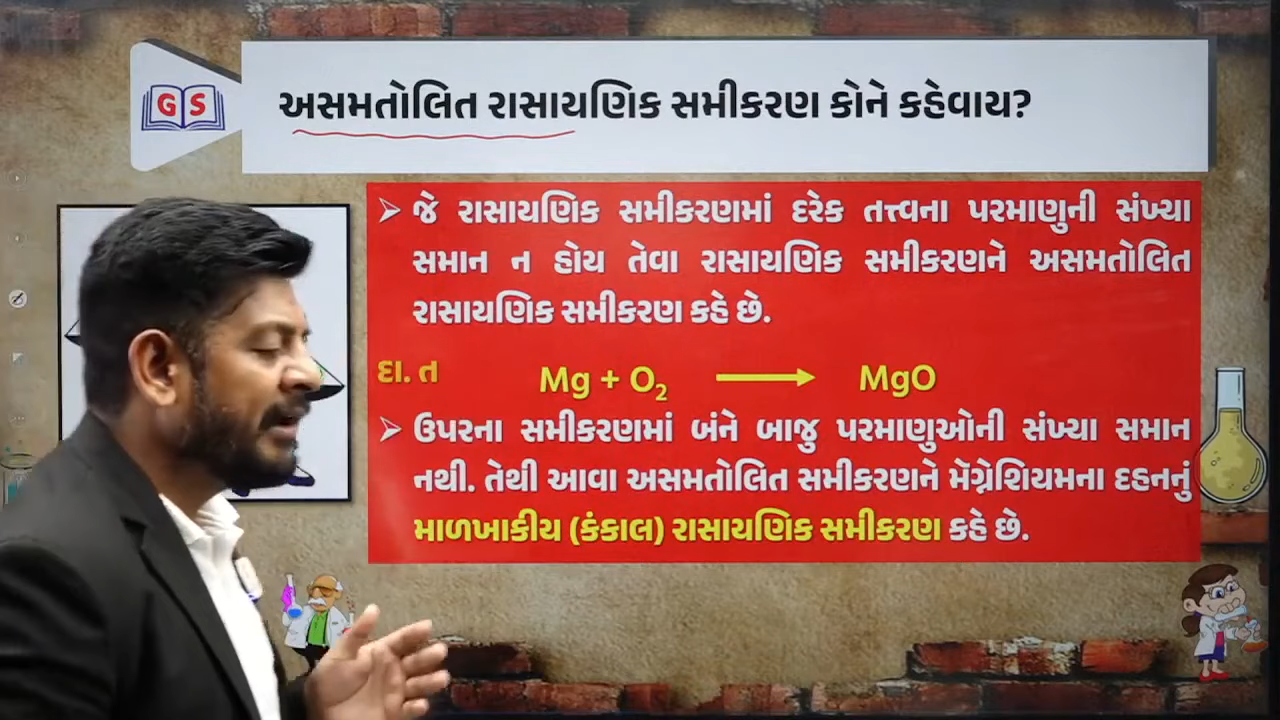 GS
અસમતોલિત રાસાયણિક સમીકરણ કોને કહેવાય?
➢ જે રાસાયણિક સમીકરણમાં દરેક તત્ત્વના પરમાણુની સંખ્યા
સમાન ન હોય તેવા રાસાયણિક સમીકરણને અસમતોલિત
રાસાયણિક સમીકરણ કહે છે.
દા. ત Mg + O₂ ⟶ MgO
➢ ઉપરના સમીકરણમાં બંને બાજુ પરમાણુઓની સંખ્યા સમાન
નથી. તેથી આવા અસમતોલિત સમીકરણને મેંગ્નેશિયમના દહનનું
માળખાકીય (કંકાલ) રાસાયણિક સમીકરણ કહે છે.